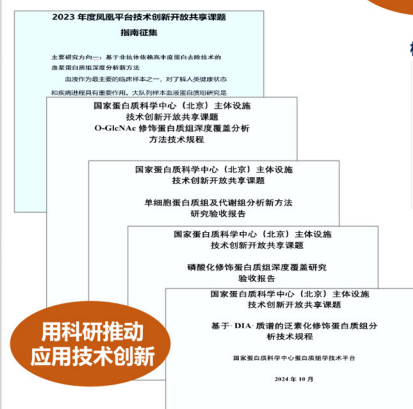 2023 年度凤凰平台技术创新开放共享课题
指南征集
主要研究方向一：基于非抗体依赖高丰度蛋白去除技术的
血浆蛋白质组深度分析新方法
血液作为最主要的临床样本之一，对了解人类健康状态
和疾病进程具有重要作用。大队列样本血液蛋白质组研究是
国家蛋白质科学中心（北京）主体设施
技术创新开放共享课题
O-GlcNAc 修饰蛋白质组深度覆盖分析
方法技术规程
国家蛋白质科学中心（北京）主体设施
技术创新开放共享课题
单细胞蛋白质组及代谢组分析新方法
研究验收报告
国家蛋白质科学中心（北京）主体设施
技术创新开放共享课题
磷酸化修饰蛋白质组深度覆盖研究
验收报告
国家蛋白质科学中心（北京）主体设施
技术创新开放共享课题
基于 DIA 质谱的泛素化修饰蛋白质组分
析技术规程
国家蛋白质科学中心蛋白质组学技术平台
2024 年 10 月
用科研推动
应用技术创新